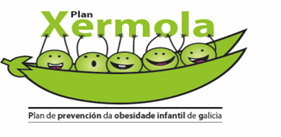 Plan
Xermola
Plan de prevención da obesidade infantil de galicia